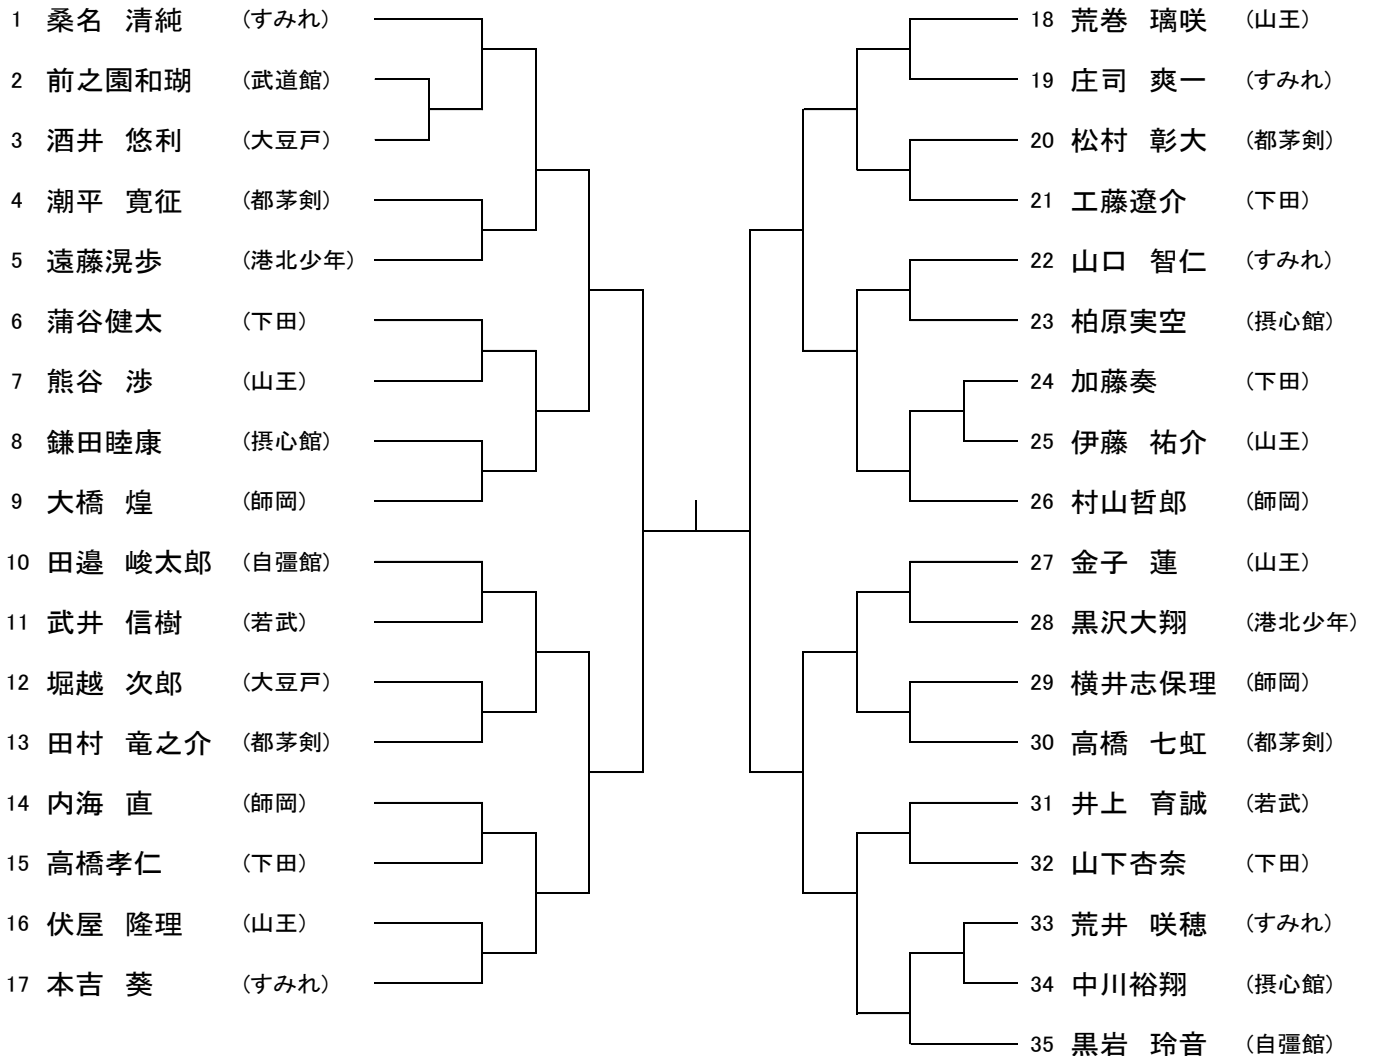 1 桑名 清純 (すみれ)
2 前之園和瑚 (武道館)
3 酒井 悠利 (大豆戸)
4 潮平 寛征 (都茅剣)
5 遠藤滉歩 (港北少年)
6 蒲谷健太 (下田)
7 熊谷 渉 (山王)
8 鎌田睦康 (摂心館)
9 大橋 煌 (師岡)
10 田邉 峻太郎 (自彊館)
11 武井 信樹 (若武)
12 堀越 次郎 (大豆戸)
13 田村 竜之介 (都茅剣)
14 内海 直 (師岡)
15 高橋孝仁 (下田)
16 伏屋 隆理 (山王)
17 本吉 葵 (すみれ)
18 荒巻 璃咲 (山王)
19 庄司 爽一 (すみれ)
20 松村 彰大 (都茅剣)
21 工藤遼介 (下田)
22 山口 智仁 (すみれ)
23 柏原実空 (摂心館)
24 加藤奏 (下田)
25 伊藤 祐介 (山王)
26 村山哲郎 (師岡)
27 金子 蓮 (山王)
28 黒沢大翔 (港北少年)
29 横井志保理 (師岡)
30 高橋 七虹 (都茅剣)
31 井上 育誠 (若武)
32 山下杏奈 (下田)
33 荒井 咲穂 (すみれ)
34 中川裕翔 (摂心館)
35 黒岩 玲音 (自彊館)